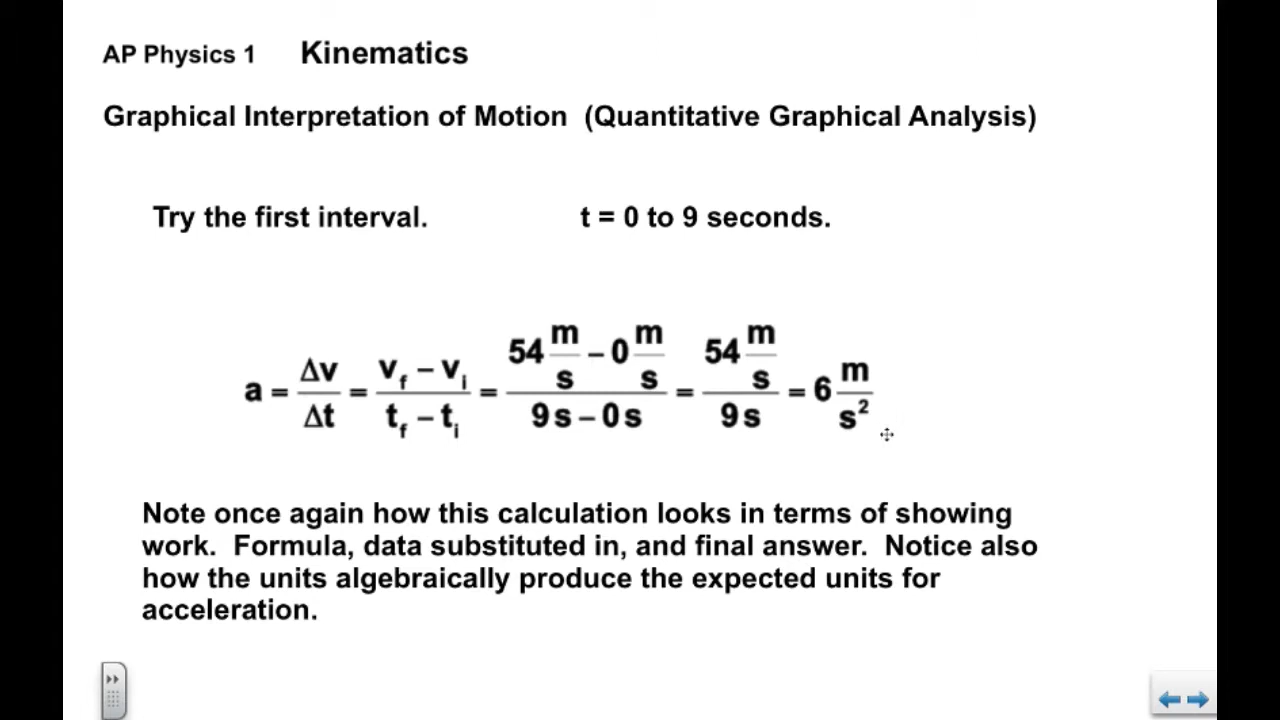 AP Physics 1 Kinematics
Graphical Interpretation of Motion (Quantitative Graphical Analysis)
Try the first interval. t = 0 to 9 seconds.
a = Δv/Δt = (v_f – v_i)/(t_f – t_i) = (54 m/s – 0 m/s)/(9 s – 0 s) = (54 m/s)/(9 s) = 6 m/s²
Note once again how this calculation looks in terms of showing
work. Formula, data substituted in, and final answer. Notice also
how the units algebraically produce the expected units for
acceleration.